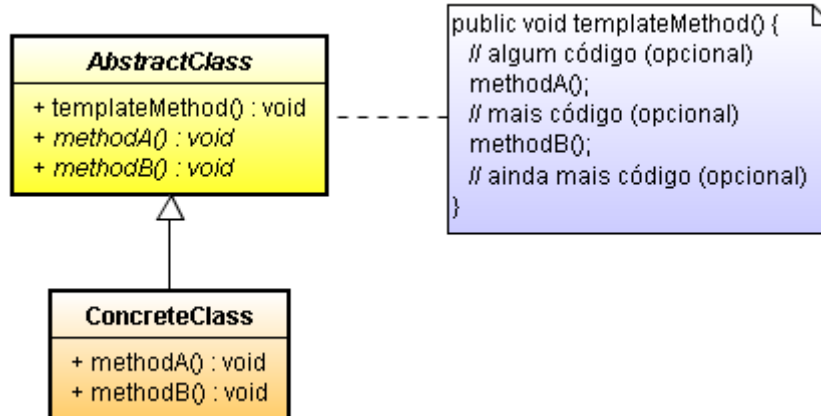 AbstractClass
+ templateMethod() : void
+ methodA() : void
+ methodB() : void
public void templateMethod() {
// algum código (opcional)
methodA();
// mais código (opcional)
methodB();
// ainda mais código (opcional)
}
ConcreteClass
+ methodA() : void
+ methodB() : void